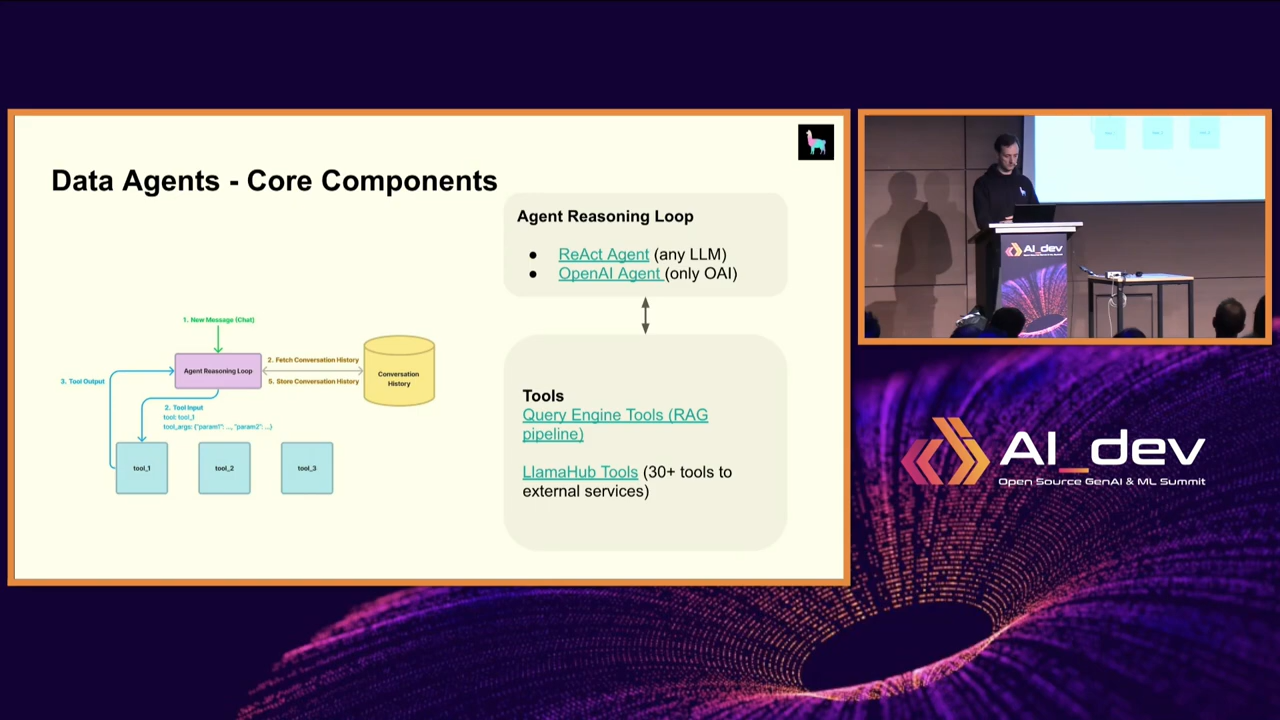 Data Agents - Core Components
Agent Reasoning Loop
● ReAct Agent (any LLM)
● OpenAI Agent (only OAI)
Tools
Query Engine Tools (RAG
pipeline)
LlamaHub Tools (30+ tools to
external services)
1. New Message (Chat)
Agent Reasoning Loop
2. Fetch Conversation History
5. Store Conversation History
Conversation
History
3. Tool Output
2. Tool Input
tool: tool_1
tool_args: {"param1": ..., "param2": ...}
tool_1
tool_2
tool_3
AI_dev
AI_dev
Open Source GenAI & ML Summit